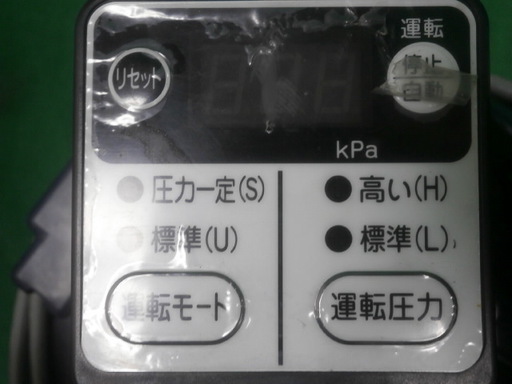 運転
リセット
停止
自動
kPa
圧力一定(S)
標準(U)
運転モート
高い(H)
標準(L)
運転圧力